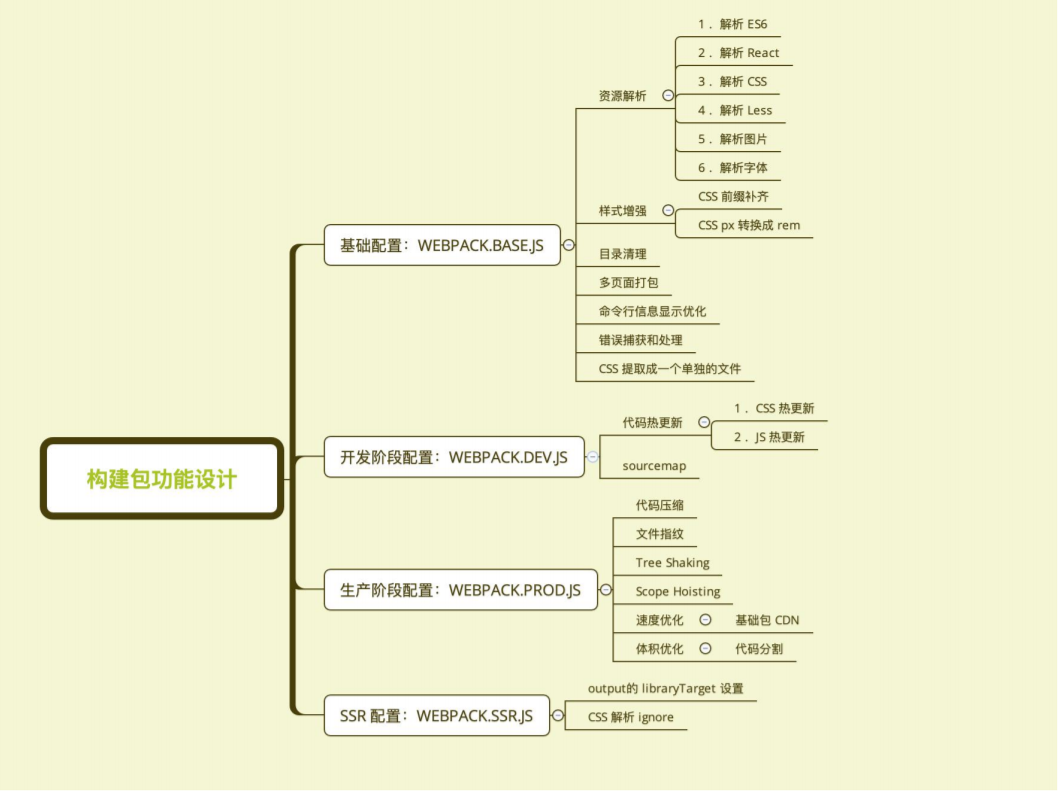 构建包功能设计
基础配置：WEBPACK.BASE.JS
资源解析
1．解析 ES6
2．解析 React
3．解析 CSS
4．解析 Less
5．解析图片
6．解析字体
样式增强
CSS 前缀补齐
CSS px 转换成 rem
目录清理
多页面打包
命令行信息显示优化
错误捕获和处理
CSS 提取成一个单独的文件
开发阶段配置：WEBPACK.DEV.JS
代码热更新
1．CSS 热更新
2．JS 热更新
sourcemap
生产阶段配置：WEBPACK.PROD.JS
代码压缩
文件指纹
Tree Shaking
Scope Hoisting
速度优化
基础包 CDN
体积优化
代码分割
SSR 配置：WEBPACK.SSR.JS
output的 libraryTarget 设置
CSS 解析 ignore